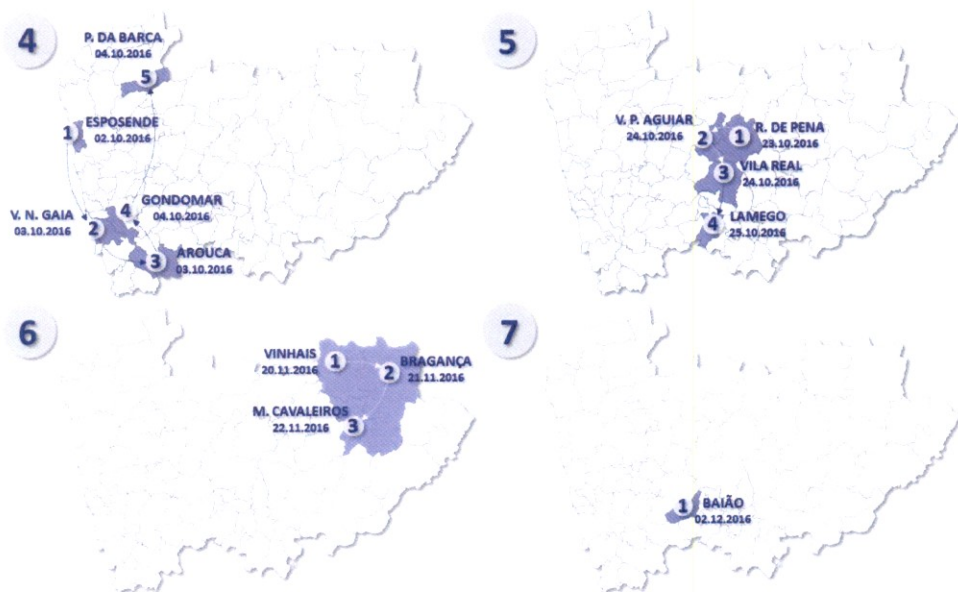 4
P. DA BARCA
04.10.2016
5
ESPOSENDE
02.10.2016
1
GONDOMAR
04.10.2016
4
V. N. GAIA
03.10.2016
2
AROUCA
03.10.2016
3
5
V. P. AGUIAR
24.10.2016
2
1
R. DE PENA
23.10.2016
3
VILA REAL
24.10.2016
LAMEGO
25.10.2016
4
6
VINHAIS
20.11.2016
1
BRAGANÇA
21.11.2016
2
M. CAVALEIROS
22.11.2016
3
7
1
BAIÃO
02.12.2016